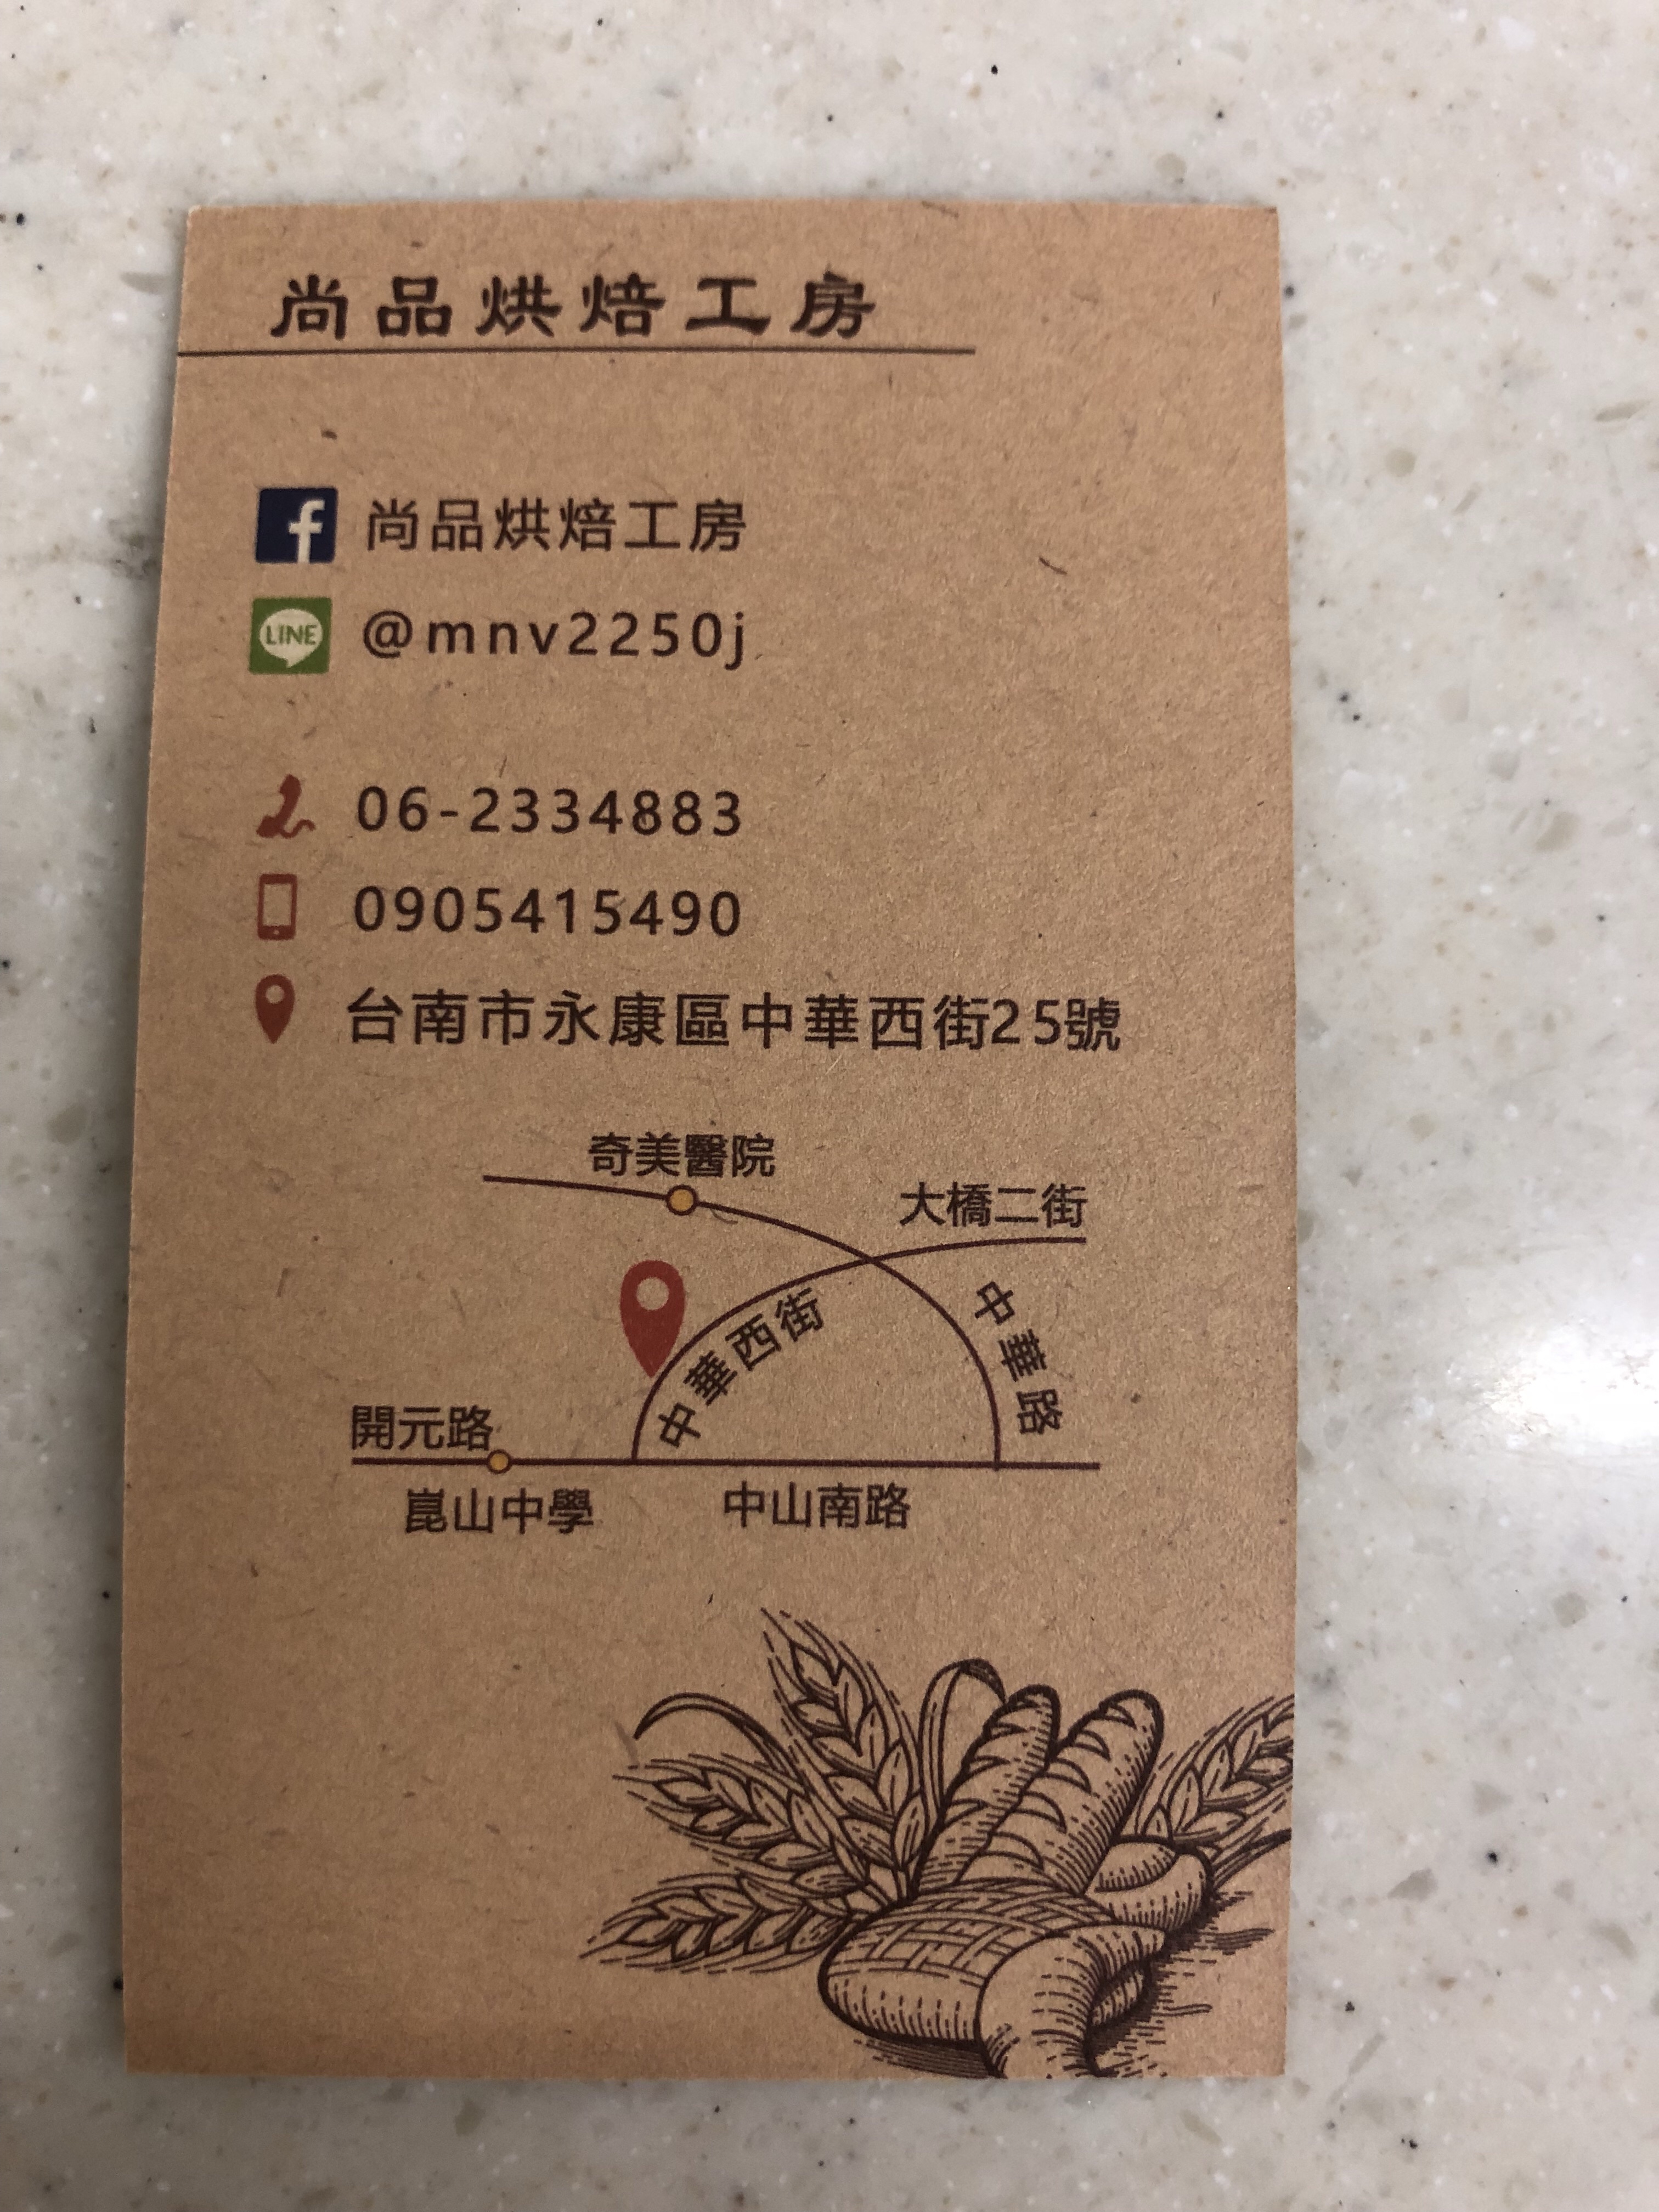 尚品烘焙工房
f 尚品烘焙工房
LINE @mnv2250j
06-2334883
0905415490
台南市永康區中華西街25號
奇美醫院
大橋二街
中華西街
中華路
開元路
崑山中學
中山南路